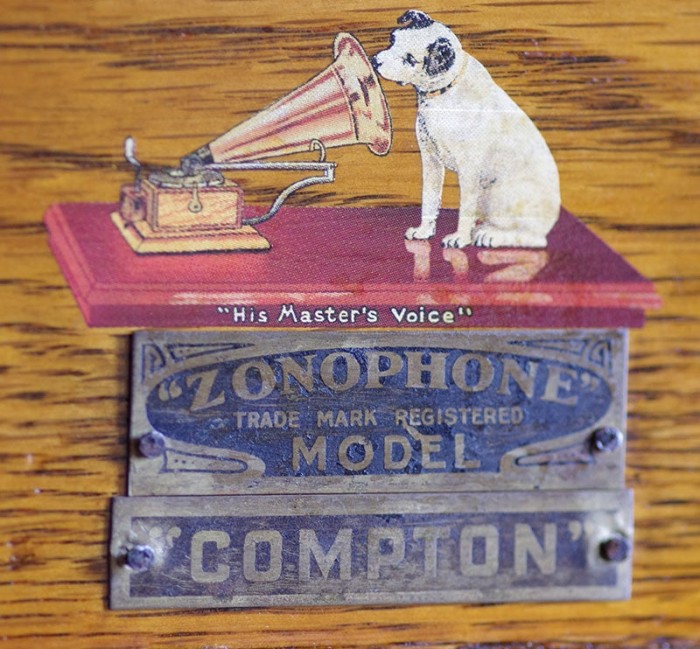 "His Master's Voice"
"ZONOPHONE"
TRADE MARK REGISTERED
MODEL
"COMPTON"